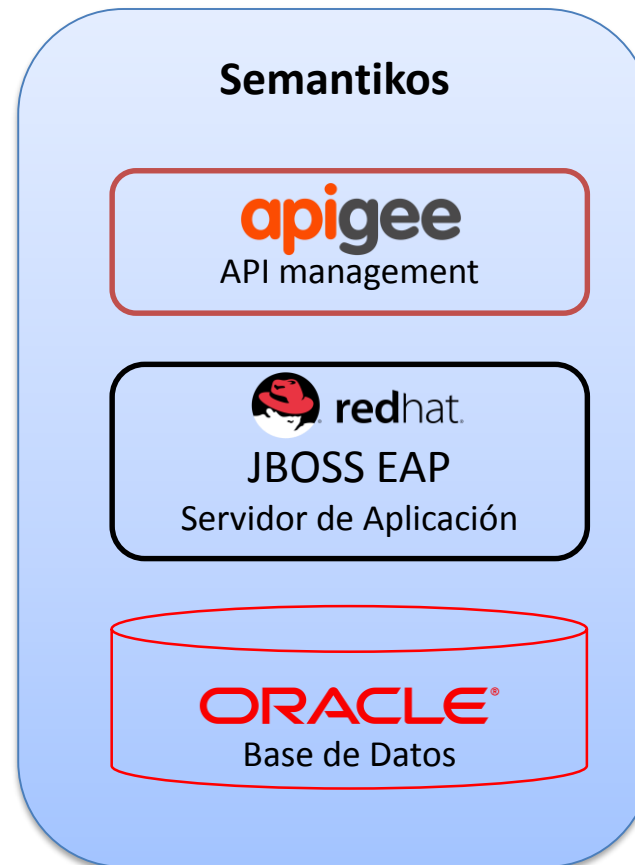 Semantikos
apigee
API management
redhat.
JBOSS EAP
Servidor de Aplicación
ORACLE®
Base de Datos